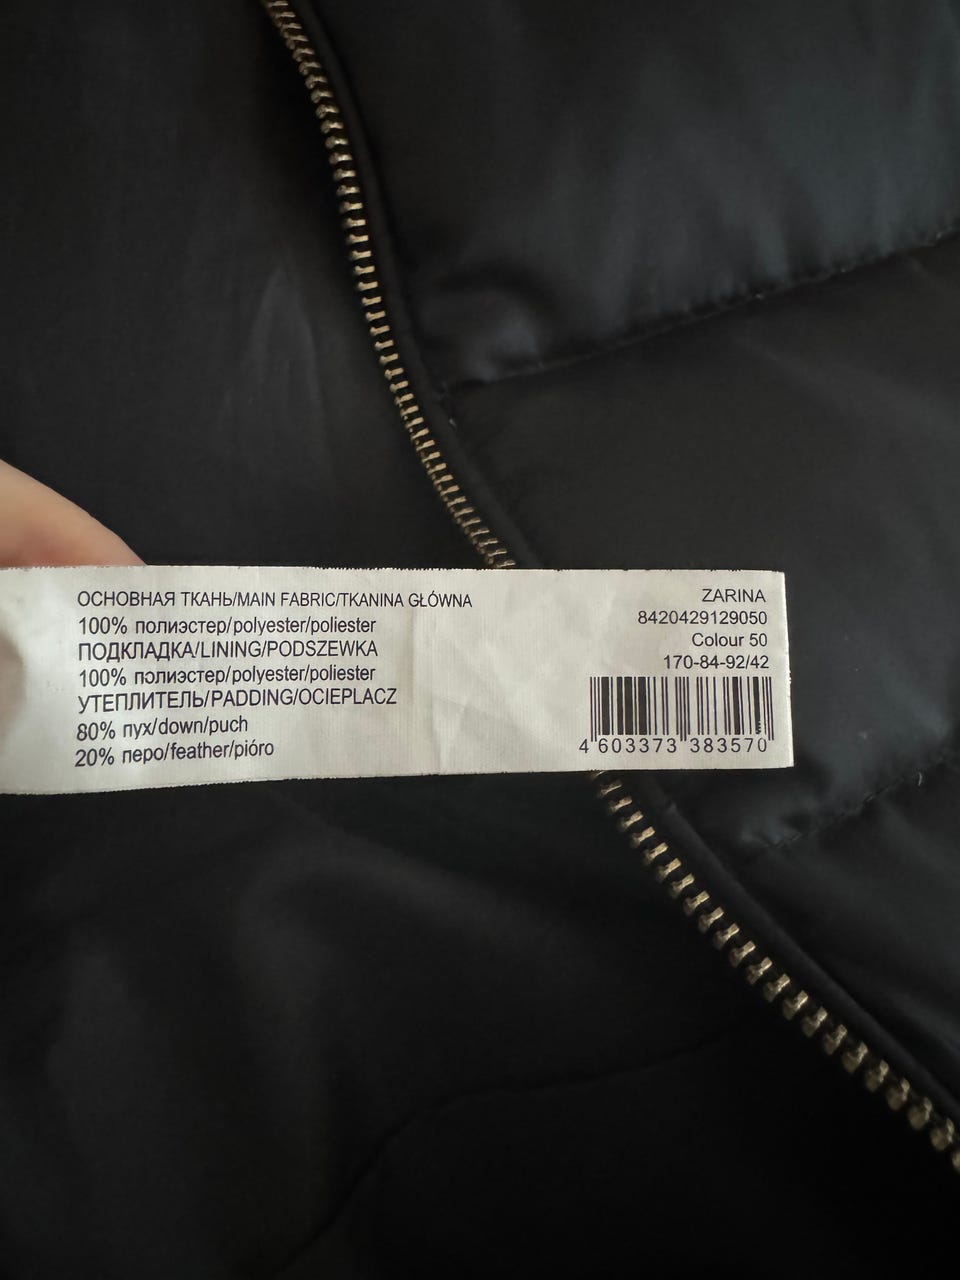 ОСНОВНАЯ ТКАНЬ/MAIN FABRIC/TKANINA GŁÓWNA
100% полиэстер/polyester/poliester
ПОДКЛАДКА/LINING/PODSZEWKA
100% полиэстер/polyester/poliester
УТЕПЛИТЕЛЬ/PADDING/OCIEPLACZ
80% пух/down/puch
20% перо/feather/pióro
ZARINA
8420429129050
Colour 50
170-84-92/42
4 603373 383570